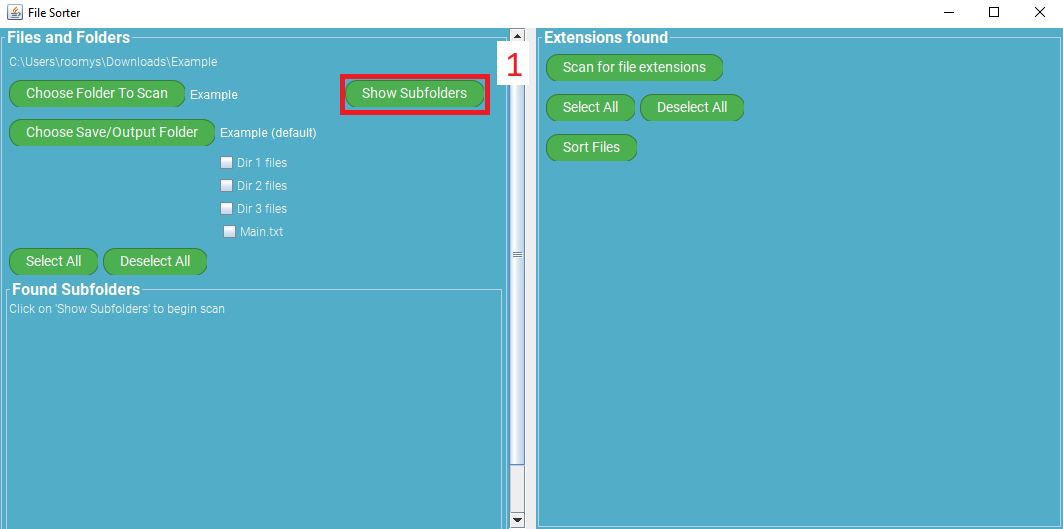 File Sorter
Files and Folders
C:\Users\roomys\Downloads\Example
Choose Folder To Scan Example Show Subfolders
1
Choose Save/Output Folder Example (default)
Dir 1 files
Dir 2 files
Dir 3 files
Main.txt
Select All Deselect All
Found Subfolders
Click on 'Show Subfolders' to begin scan
Extensions found
Scan for file extensions
Select All Deselect All
Sort Files